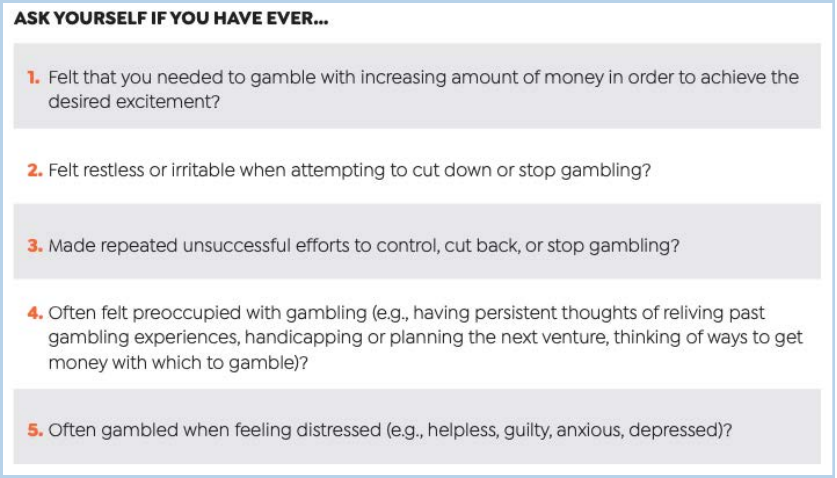 ASK YOURSELF IF YOU HAVE EVER...
1. Felt that you needed to gamble with increasing amount of money in order to achieve the
desired excitement?
2. Felt restless or irritable when attempting to cut down or stop gambling?
3. Made repeated unsuccessful efforts to control, cut back, or stop gambling?
4. Often felt preoccupied with gambling (e.g., having persistent thoughts of reliving past
gambling experiences, handicapping or planning the next venture, thinking of ways to get
money with which to gamble)?
5. Often gambled when feeling distressed (e.g., helpless, guilty, anxious, depressed)?